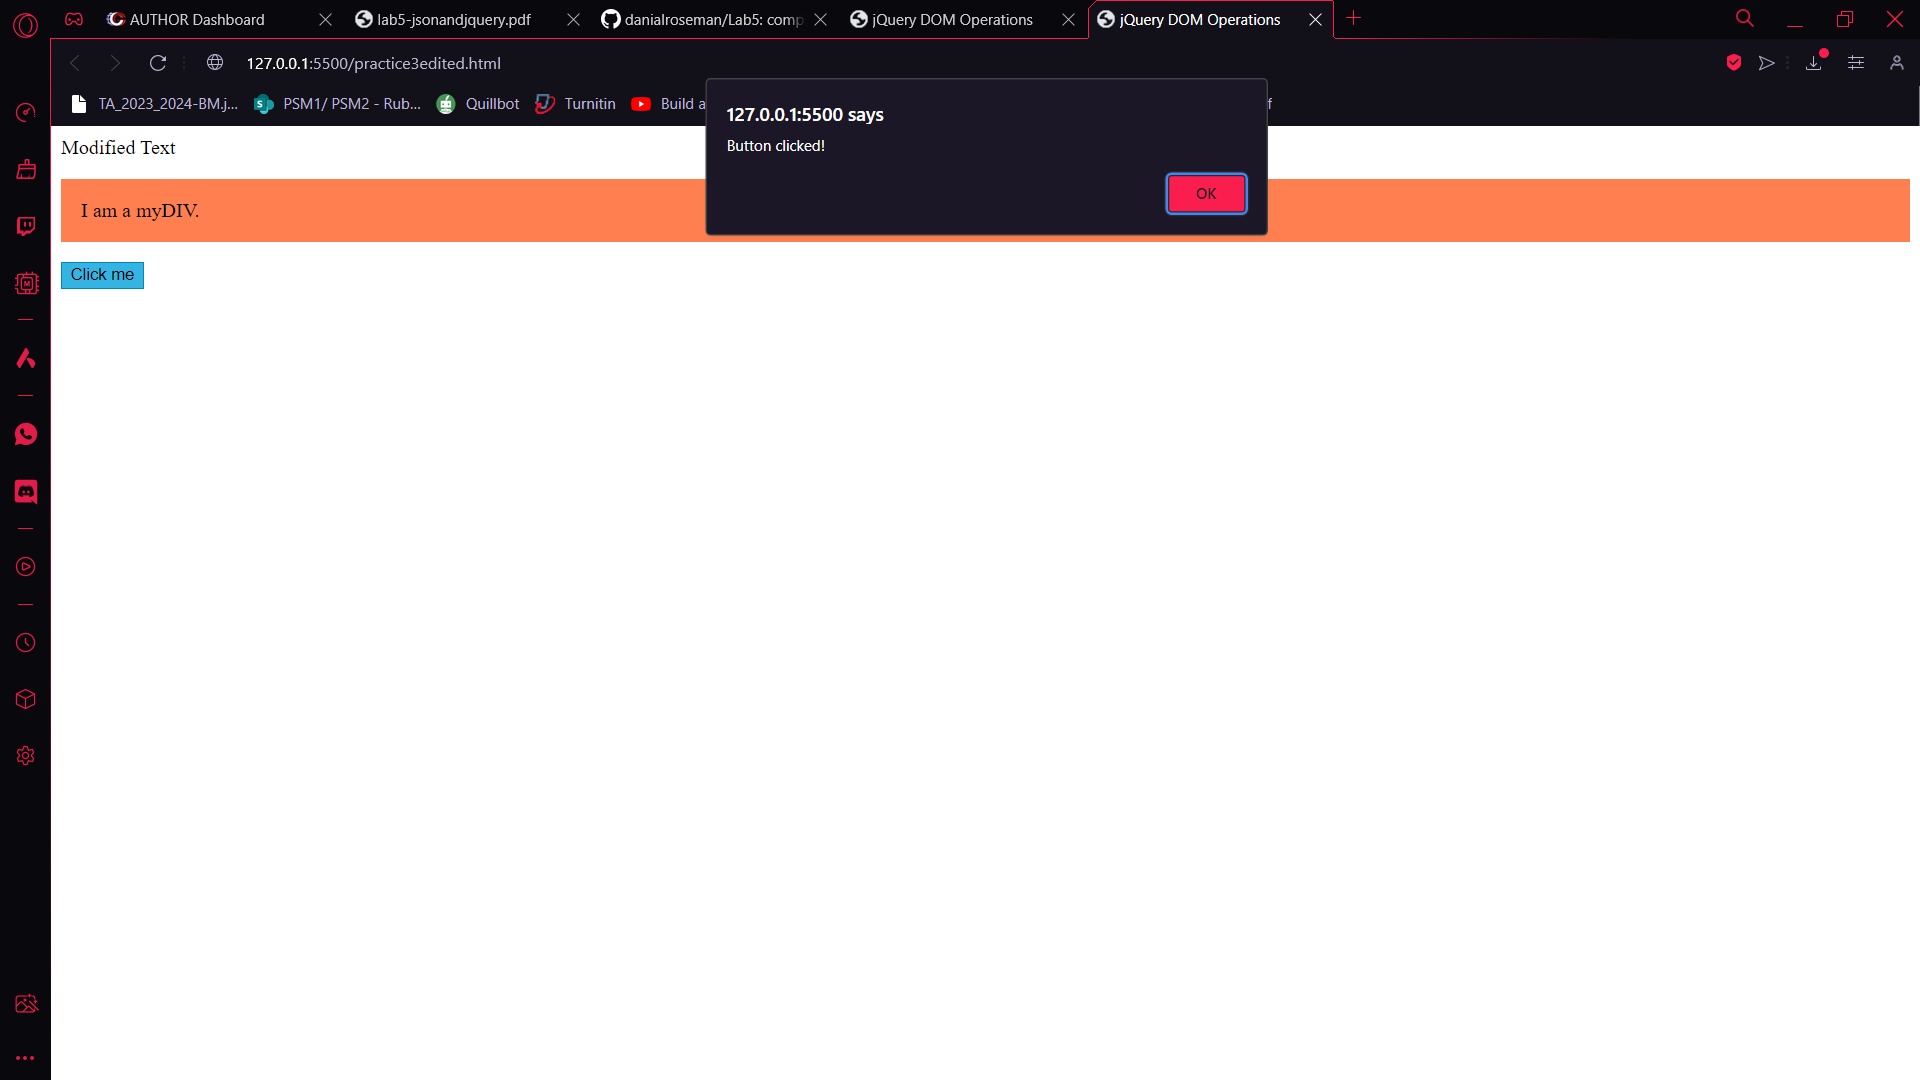 AUTHOR Dashboard
lab5-jsonandjquery.pdf
danialroseman/Lab5: comp
jQuery DOM Operations
jQuery DOM Operations
127.0.0.1:5500/practice3edited.html
TA_2023_2024-BM.j...
PSM1/ PSM2 - Rub...
Quillbot
Turnitin
Build a
f
127.0.0.1:5500 says
Button clicked!
OK
Modified Text
I am a myDIV.
Click me